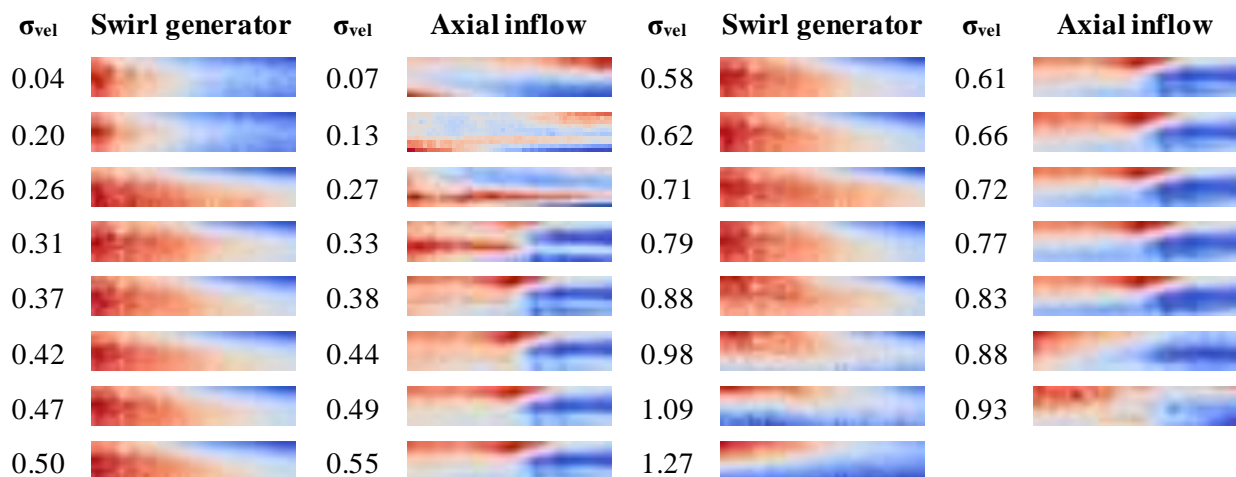 σvel Swirl generator σvel Axial inflow σvel Swirl generator σvel Axial inflow
0.04 0.07 0.58 0.61
0.20 0.13 0.62 0.66
0.26 0.27 0.71 0.72
0.31 0.33 0.79 0.77
0.37 0.38 0.88 0.83
0.42 0.44 0.98 0.88
0.47 0.49 1.09 0.93
0.50 0.55 1.27